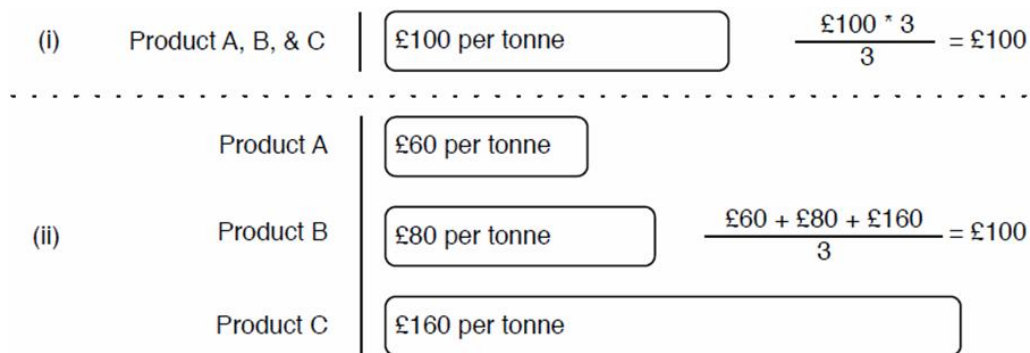 (i) Product A, B, & C £100 per tonne £100 * 3 / 3 = £100
Product A £60 per tonne
(ii) Product B £80 per tonne £60 + £80 + £160 / 3 = £100
Product C £160 per tonne